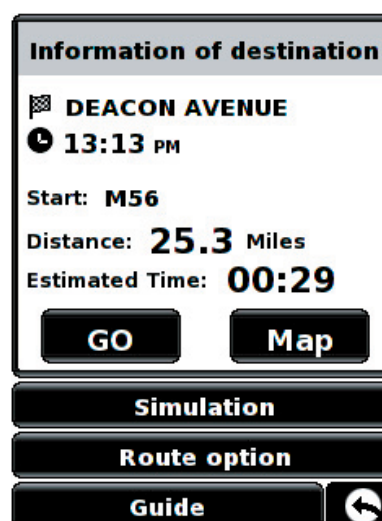 Information of destination
DEACON AVENUE
13:13 PM
Start: M56
Distance: 25.3 Miles
Estimated Time: 00:29
GO Map
Simulation
Route option
Guide